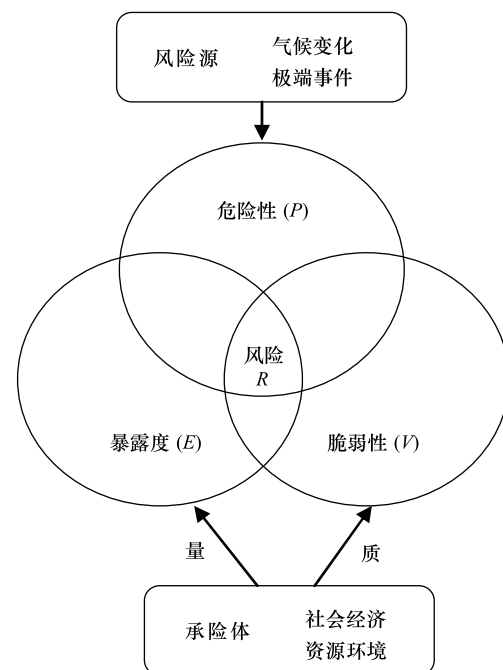 风险源
气候变化
极端事件
危险性 (P)
风险
R
暴露度 (E)
脆弱性 (V)
量
质
承险体
社会经济
资源环境